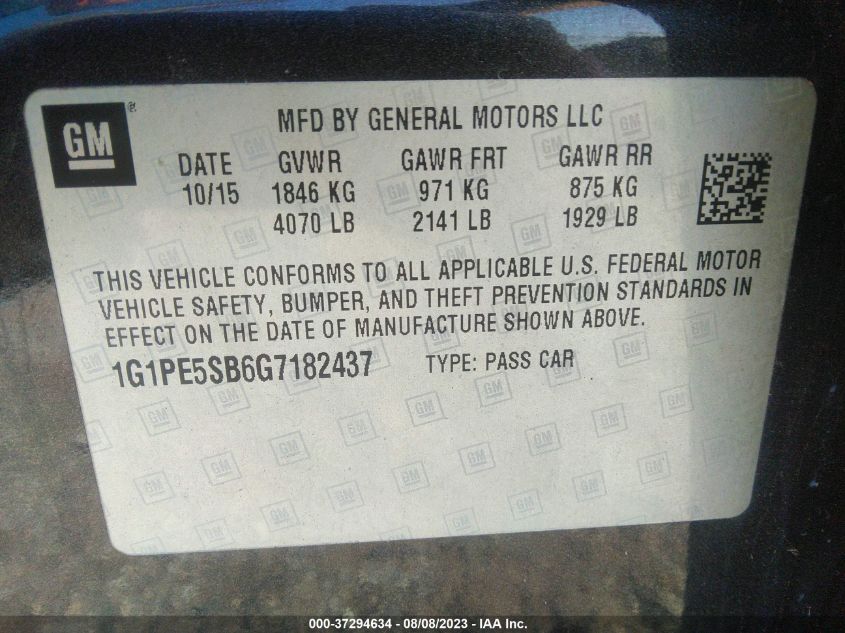 GM ®
MFD BY GENERAL MOTORS LLC
DATE GVWR GAWR FRT GAWR RR
10/15 1846 KG 971 KG 875 KG
4070 LB 2141 LB 1929 LB
THIS VEHICLE CONFORMS TO ALL APPLICABLE U.S. FEDERAL MOTOR
VEHICLE SAFETY, BUMPER, AND THEFT PREVENTION STANDARDS IN
EFFECT ON THE DATE OF MANUFACTURE SHOWN ABOVE.
1G1PE5SB6G7182437 TYPE: PASS CAR
000-37294634 - 08/08/2023 - IAA Inc.